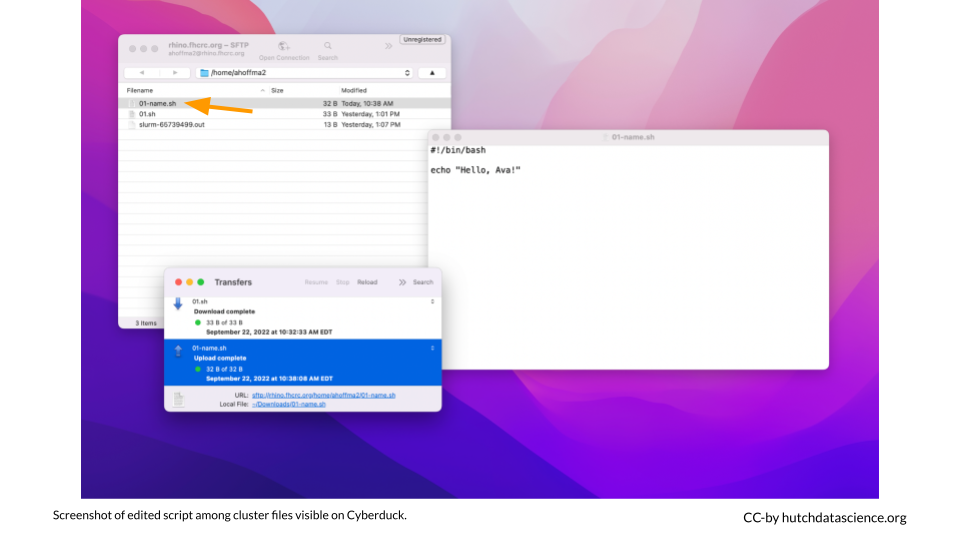 rhino.fhcrc.org – SFTP
ahoffma2@rhino.fhcrc.org
Unregistered
Open Connection Search
/home/ahoffma2
Filename Size Modified
01-name.sh 32 B Today, 10:38 AM
01.sh 33 B Yesterday, 1:01 PM
slurm-65739499.out 13 B Yesterday, 1:07 PM
3 items
01-name.sh
#!/bin/bash
echo "Hello, Ava!"
Transfers Resume Stop Reload Search
01.sh
Download complete
33 B of 33 B
September 22, 2022 at 10:32:33 AM EDT
01-name.sh
Upload complete
32 B of 32 B
September 22, 2022 at 10:38:08 AM EDT
URL: sftp://rhino.fhcrc.org/home/ahoffma2/01-name.sh
Local File: ~/Downloads/01-name.sh
Screenshot of edited script among cluster files visible on Cyberduck.
CC-by hutchdatascience.org